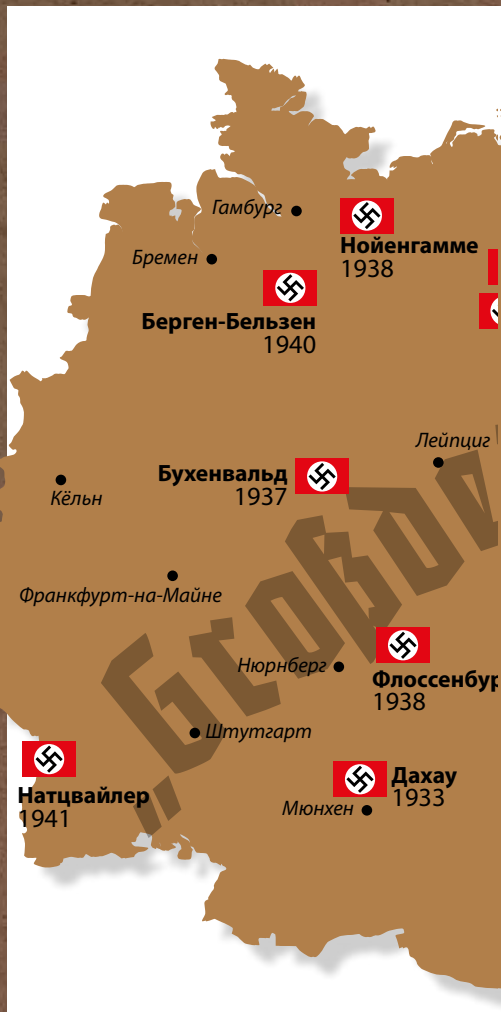 Гамбург
Нойенгамме
1938
Бремен
Берген-Бельзен
1940
Лейпциг
Бухенвальд
1937
Кёльн
Франкфурт-на-Майне
Нюрнберг
Флоссенбур
1938
Штутгарт
Натцвайлер
1941
Дахау
1933
Мюнхен